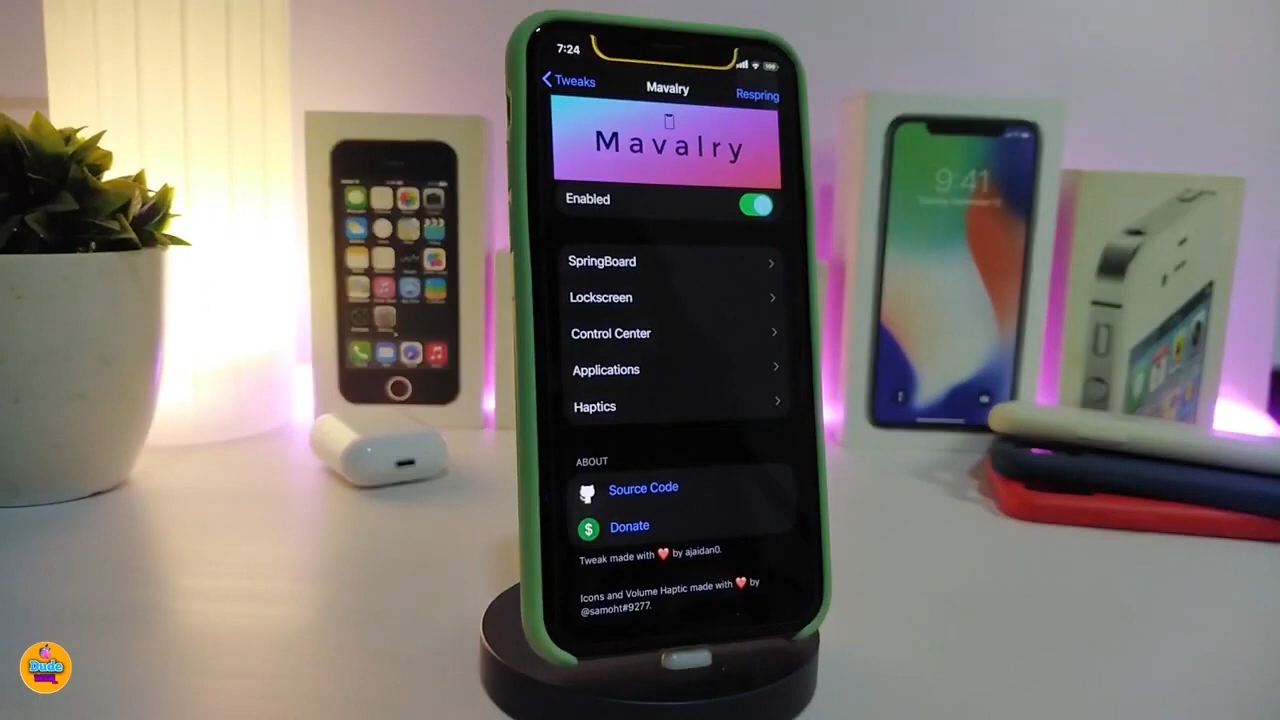 7:24
100
Tweaks
Mavalry
Respring
Mavalry
Enabled
SpringBoard
Lockscreen
Control Center
Applications
Haptics
ABOUT
Source Code
$
Donate
Tweak made with ❤️ by ajaidan0.
Icons and Volume Haptic made with ❤️ by
@samoht#9277.
9:41
Dude